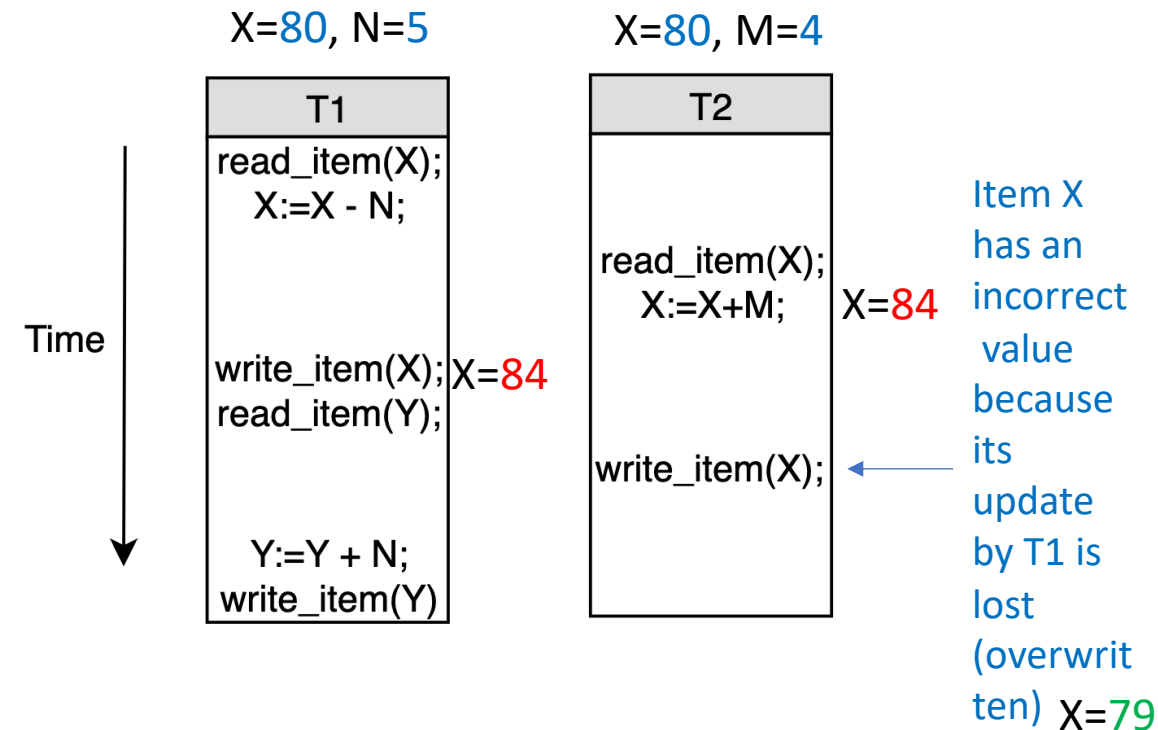 X=80, N=5
X=80, M=4
T1
T2
read_item(X);
X:=X - N;
read_item(X);
X:=X+M;
X=84
Time
write_item(X);
X=84
read_item(Y);
write_item(X);
Y:=Y + N;
write_item(Y)
Item X
has an
incorrect
value
because
its
update
by T1 is
lost
(overwrit
ten)
X=79